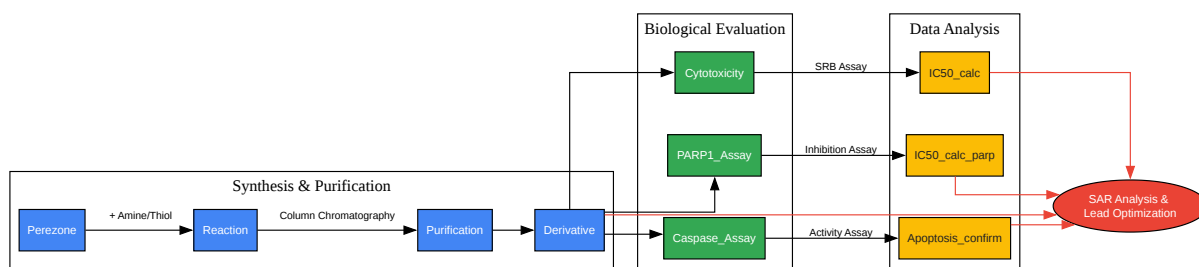 Biological Evaluation
Data Analysis
Cytotoxicity
SRB Assay
IC50_calc
PARP1_Assay
Inhibition Assay
IC50_calc_parp
Synthesis & Purification
Perezone
+ Amine/Thiol
Reaction
Column Chromatography
Purification
Derivative
Caspase_Assay
Activity Assay
Apoptosis_confirm
SAR Analysis &
Lead Optimization